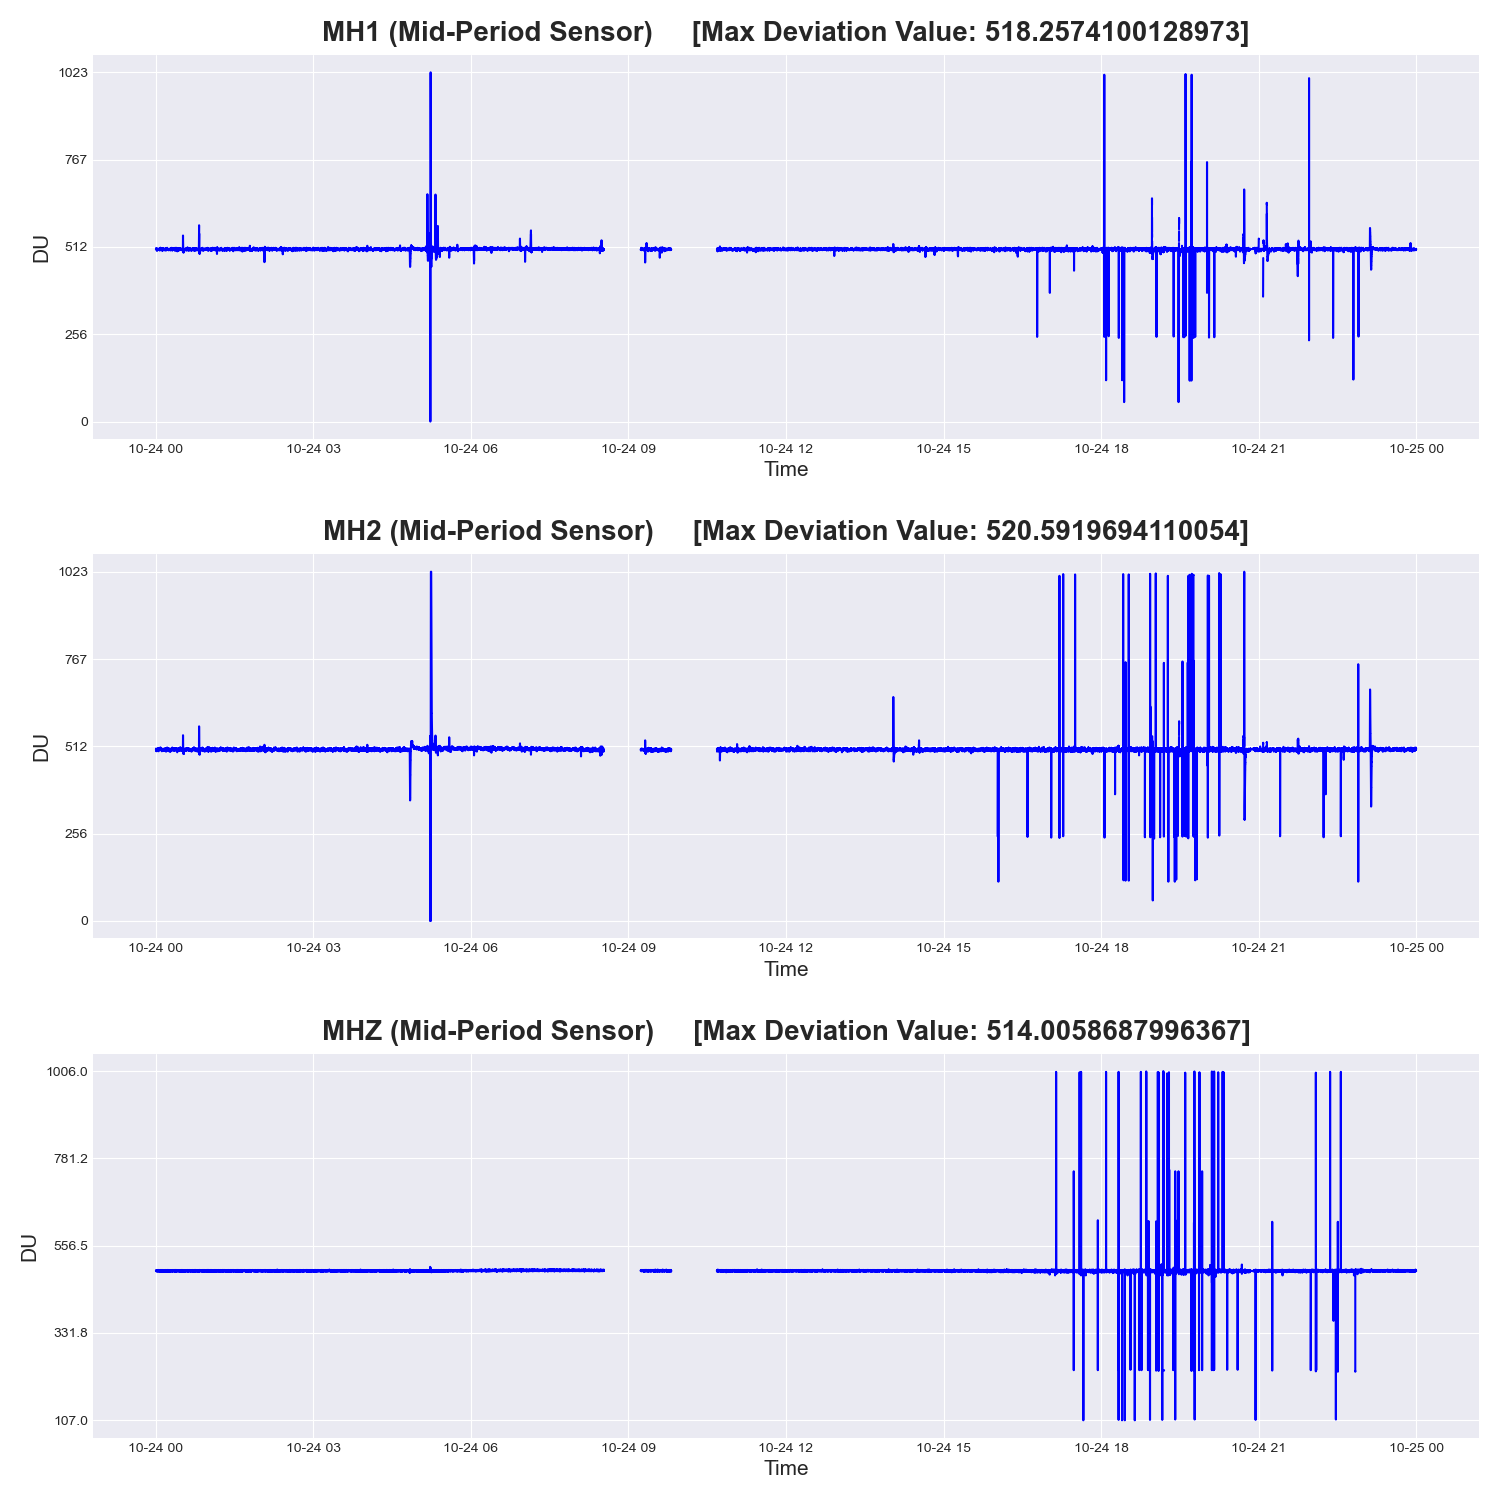 MH1 (Mid-Period Sensor) [Max Deviation Value: 518.2574100128973]
1023
767
512
256
0
DU
10-24 00 10-24 03 10-24 06 10-24 09 10-24 12 10-24 15 10-24 18 10-24 21 10-25 00
Time
MH2 (Mid-Period Sensor) [Max Deviation Value: 520.5919694110054]
1023
767
512
256
0
DU
10-24 00 10-24 03 10-24 06 10-24 09 10-24 12 10-24 15 10-24 18 10-24 21 10-25 00
Time
MHZ (Mid-Period Sensor) [Max Deviation Value: 514.0058687996367]
1006.0
781.2
556.5
331.8
107.0
DU
10-24 00 10-24 03 10-24 06 10-24 09 10-24 12 10-24 15 10-24 18 10-24 21 10-25 00
Time